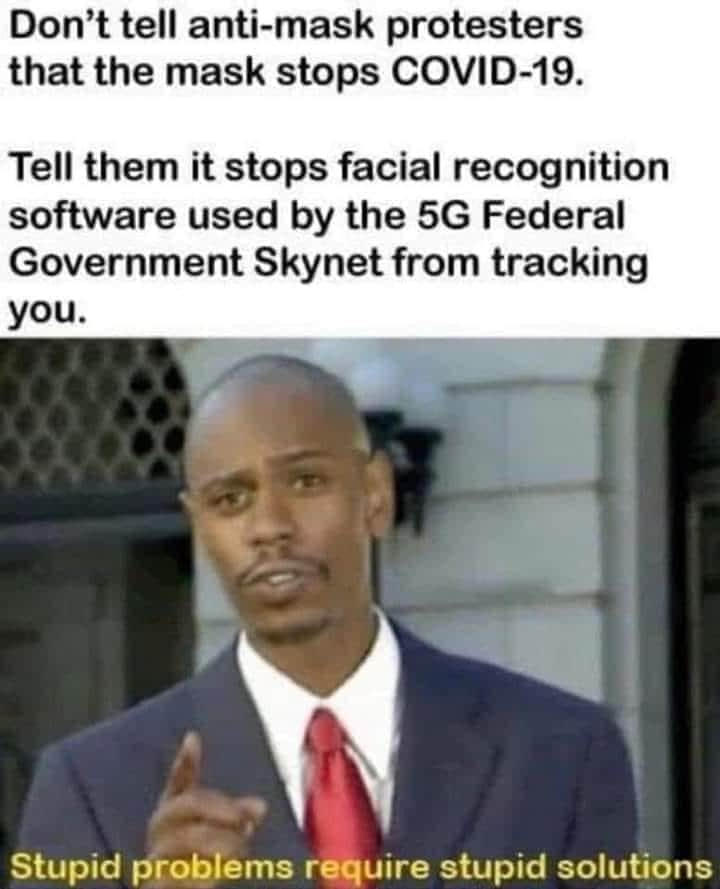 Don't tell anti-mask protesters
that the mask stops COVID-19.
Tell them it stops facial recognition
software used by the 5G Federal
Government Skynet from tracking
you.
Stupid problems require stupid solutions